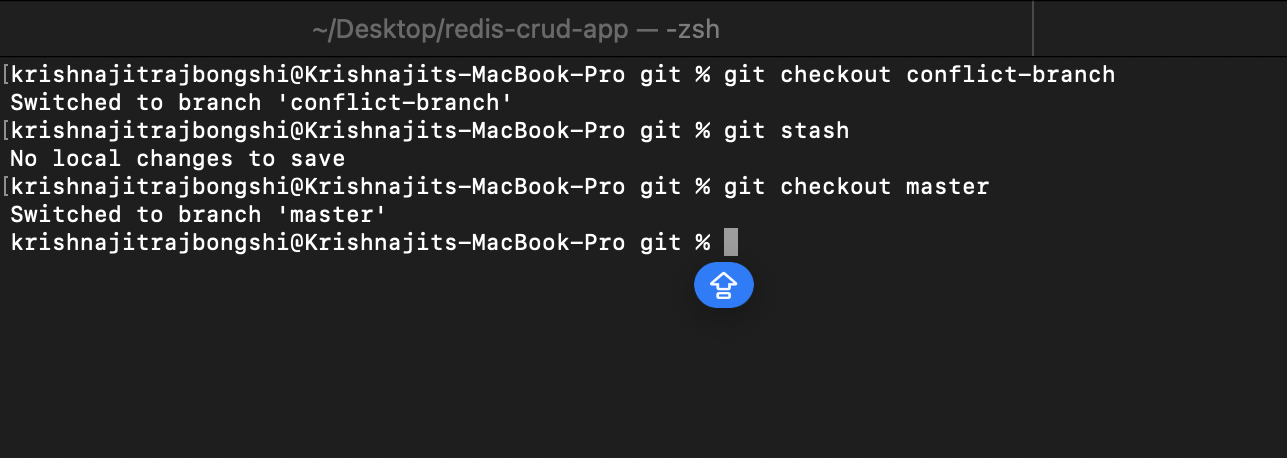 ~/Desktop/redis-crud-app — -zsh
[krishnajitrajbongshi@Krishnajits-MacBook-Pro git % git checkout conflict-branch
Switched to branch 'conflict-branch'
[krishnajitrajbongshi@Krishnajits-MacBook-Pro git % git stash
No local changes to save
[krishnajitrajbongshi@Krishnajits-MacBook-Pro git % git checkout master
Switched to branch 'master'
krishnajitrajbongshi@Krishnajits-MacBook-Pro git %